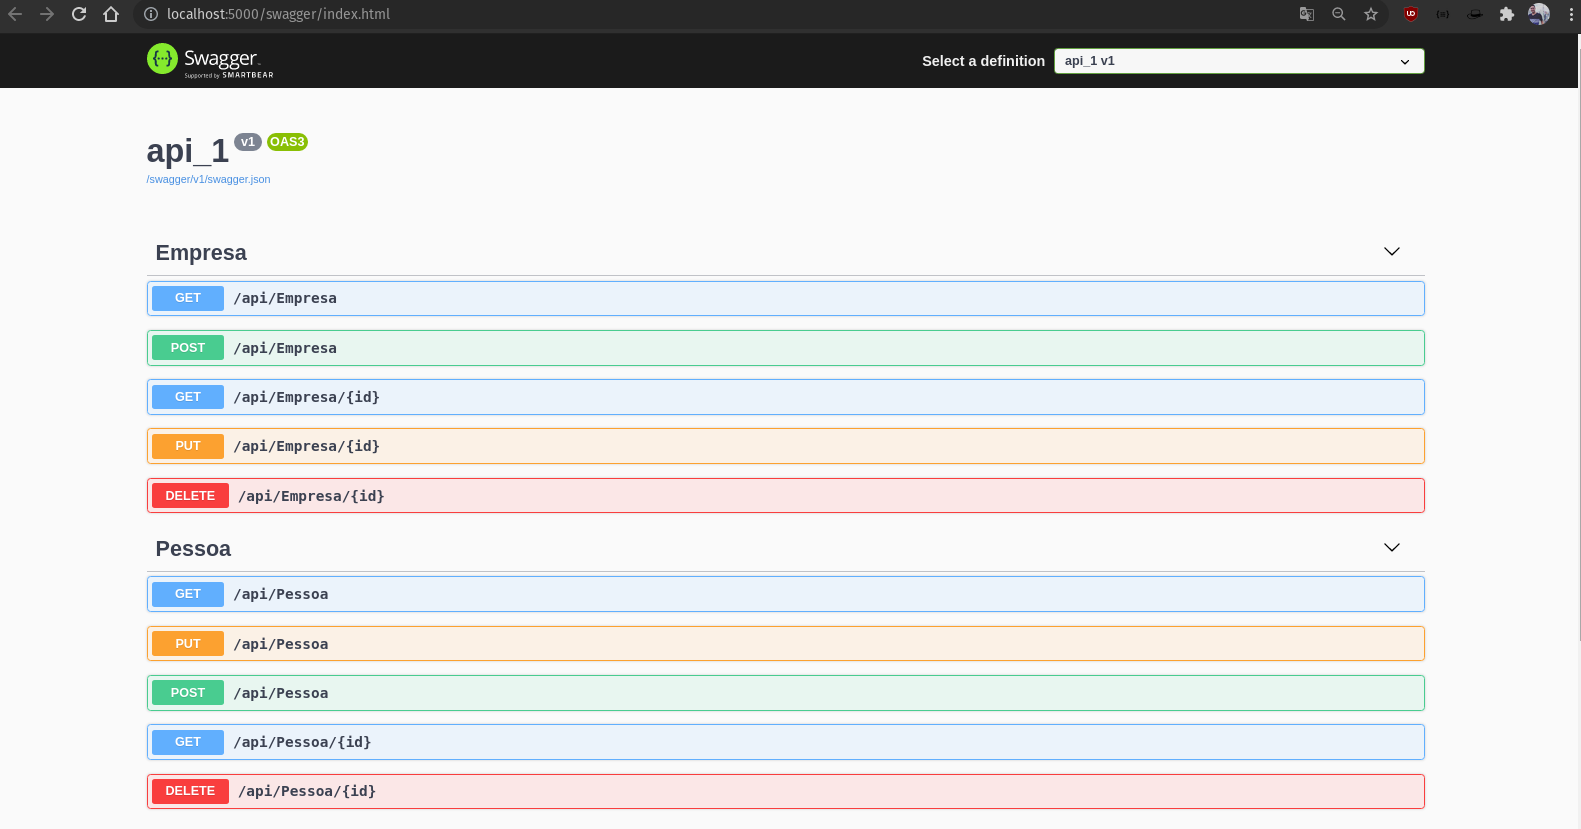 localhost:5000/swagger/index.html
Swagger
Supported by SMARTBEAR
Select a definition
api_1 v1
api_1 v1 OAS3
/swagger/v1/swagger.json
Empresa
GET /api/Empresa
POST /api/Empresa
GET /api/Empresa/{id}
PUT /api/Empresa/{id}
DELETE /api/Empresa/{id}
Pessoa
GET /api/Pessoa
PUT /api/Pessoa
POST /api/Pessoa
GET /api/Pessoa/{id}
DELETE /api/Pessoa/{id}